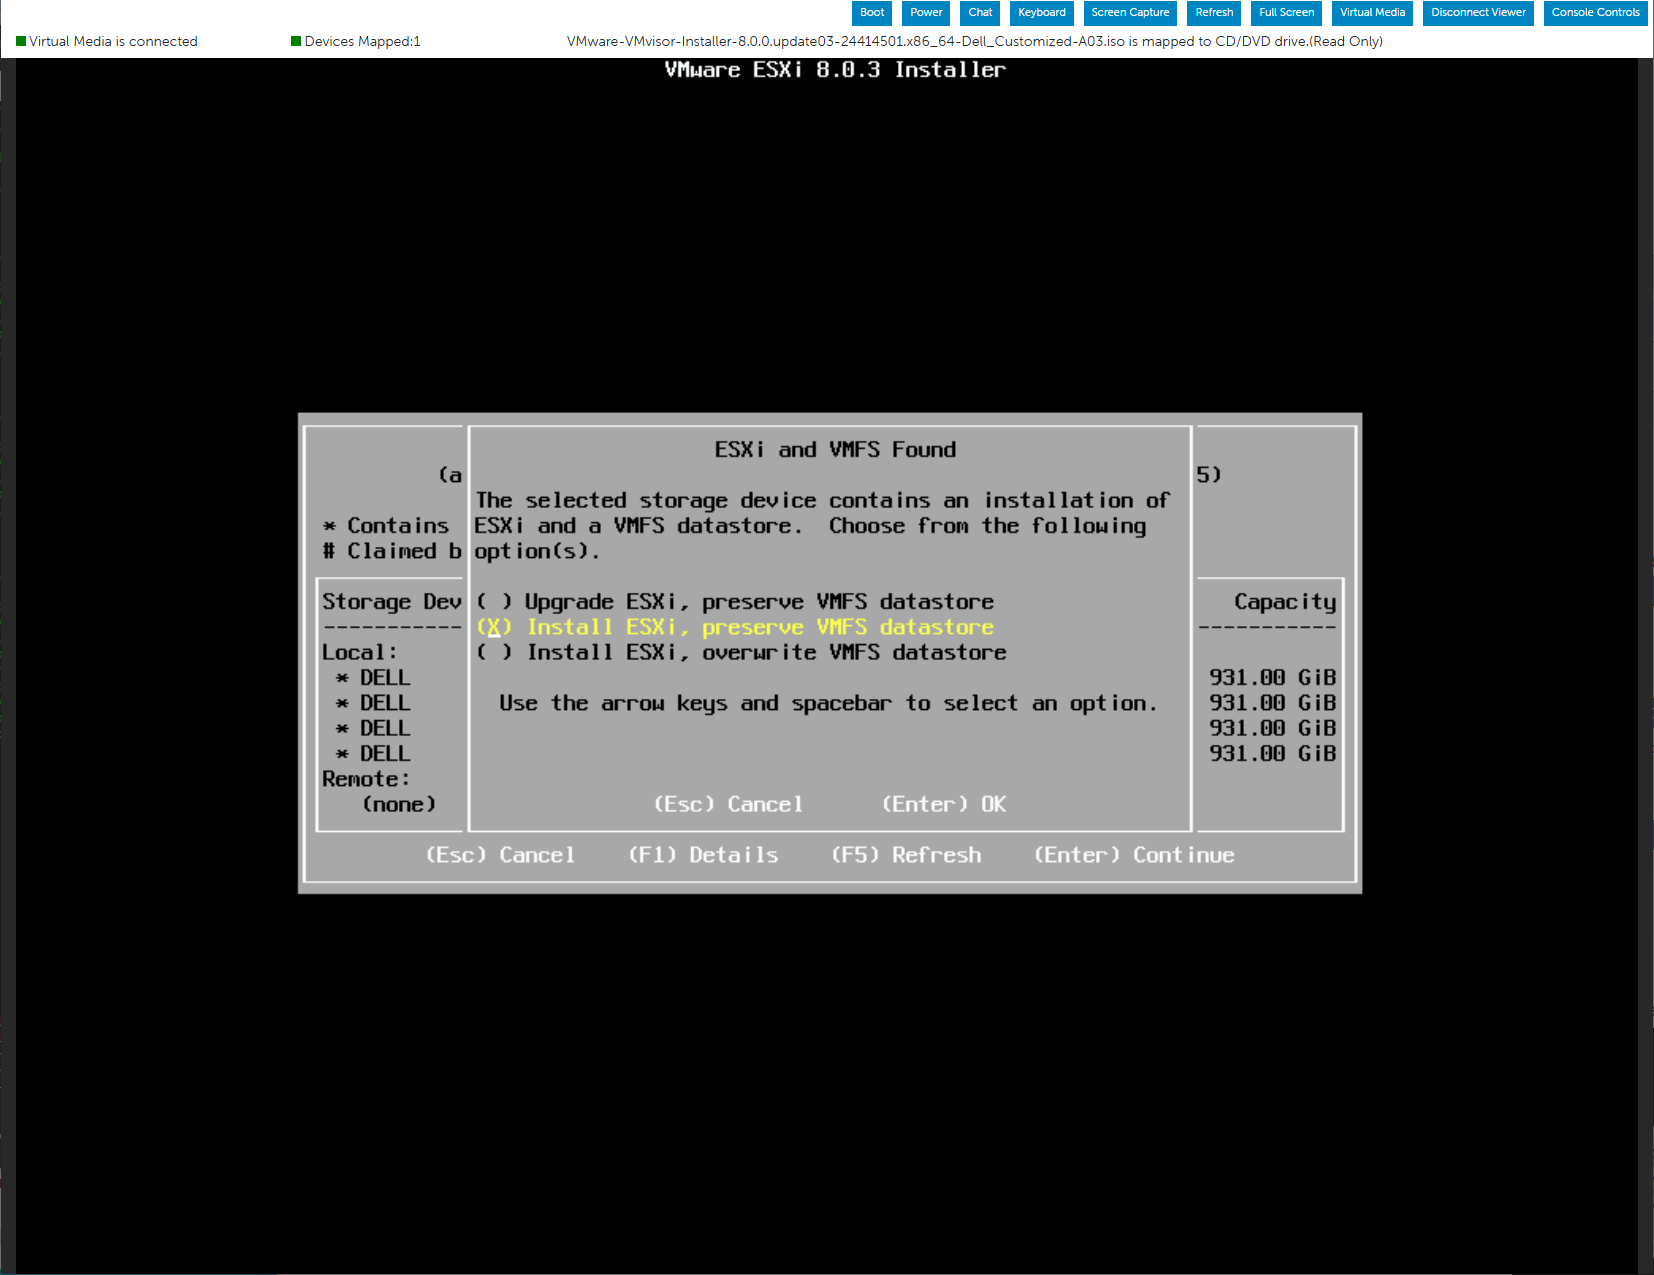 Boot Power Chat Keyboard Screen Capture Refresh Full Screen Virtual Media Disconnect Viewer Console Controls
Virtual Media is connected Devices Mapped:1 VMware-VMvisor-Installer-8.0.0.update03-24414501.x86_64-Dell_Customized-A03.iso is mapped to CD/DVD drive.(Read Only)
VMware ESXi 8.0.3 Installer
ESXi and VMFS Found
(a 5)
The selected storage device contains an installation of
* Contains ESXi and a VMFS datastore. Choose from the following
# Claimed b option(s).
Storage Dev ( ) Upgrade ESXi, preserve VMFS datastore Capacity
----------- (X) Install ESXi, preserve VMFS datastore -----------
Local: ( ) Install ESXi, overwrite VMFS datastore
* DELL 931.00 GiB
* DELL Use the arrow keys and spacebar to select an option. 931.00 GiB
* DELL 931.00 GiB
* DELL 931.00 GiB
Remote:
(none) (Esc) Cancel (Enter) OK
(Esc) Cancel (F1) Details (F5) Refresh (Enter) Continue